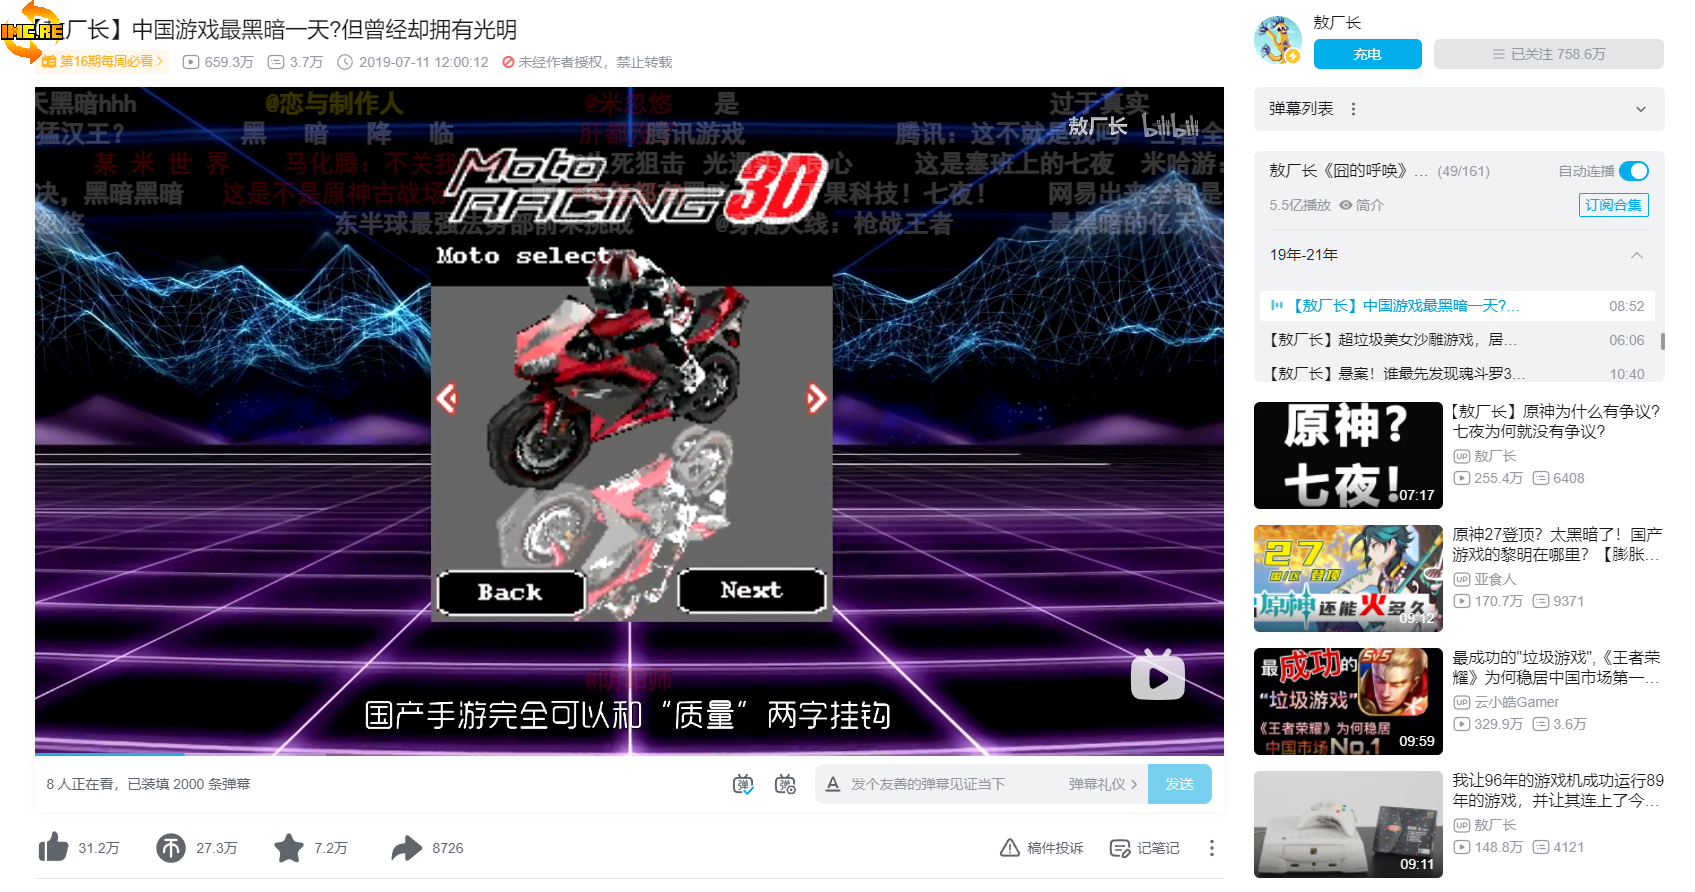 IMC.RE
敖厂长】中国游戏最黑暗一天?但曾经却拥有光明
第16期每周必看 659.3万 3.7万 2019-07-11 12:00:12 未经作者授权，禁止转载
天黑暗hhh @恋与制作人 @米忽悠 是 过于真实
猛汉王？ 黑 暗 降 临 腾讯游戏
敖厂长 bilibili
某 米 世 界 马化腾：不关我 生死狙击 这是塞班上的七夜 米哈游:
决，黑暗黑暗 这是不是原神古战场 果科技！七夜！ 网易出来
忽悠 东半球最强法务部前来挑战 @穿越火线：枪战王者 最黑暗的亿天
Moto RACING 3D
Moto select
Back Next
@阴阳师
国产手游完全可以和“质量”两字挂钩
8 人正在看，已装填 2000 条弹幕 发个友善的弹幕见证当下 弹幕礼仪 发送
31.2万 27.3万 7.2万 8726 稿件投诉 记笔记
敖厂长
充电 已关注 758.6万
弹幕列表
敖厂长《囧的呼唤》... (49/161) 自动连播
5.5亿播放 简介 订阅合集
19年-21年
【敖厂长】中国游戏最黑暗一天?... 08:52
【敖厂长】超垃圾美女沙雕游戏，居... 06:06
【敖厂长】悬案！谁最先发现魂斗罗3... 10:40
原神？
七夜！
07:17
【敖厂长】原神为什么有争议?
七夜为何就没有争议?
敖厂长
255.4万 6408
27
国区登顶
原神还能火多久
09:12
原神27登顶？太黑暗了！国产
游戏的黎明在哪里？【膨胀...
亚食人
170.7万 9371
最成功的
5v5
“垃圾游戏”
《王者荣耀》为何稳居
中国市场No.1
09:59
最成功的"垃圾游戏",《王者荣
耀》为何稳居中国市场第一...
云小皓Gamer
329.9万 3.6万
09:11
我让96年的游戏机成功运行89
年的游戏，并让其连上了今...
敖厂长
148.8万 4121